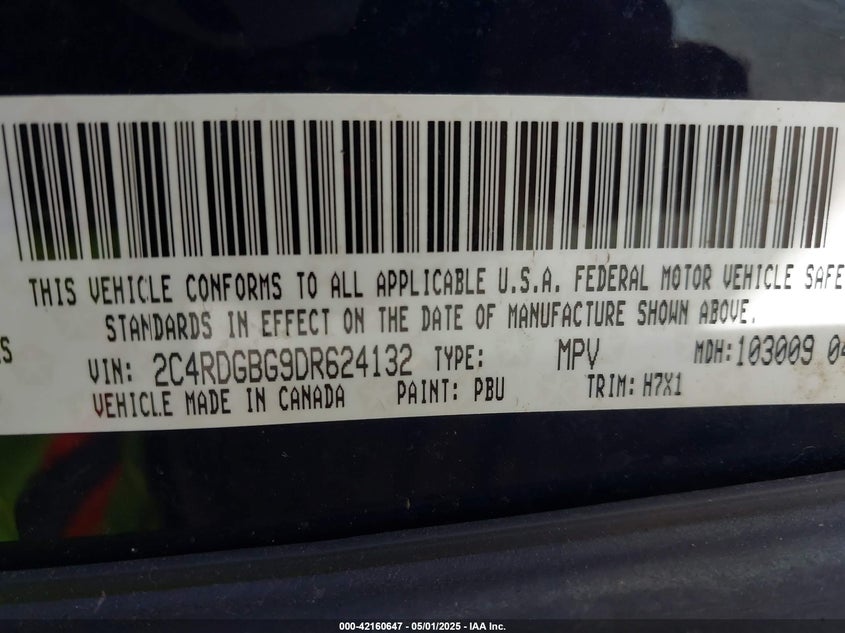 THIS VEHICLE CONFORMS TO ALL APPLICABLE U.S.A. FEDERAL MOTOR VEHICLE SAFE
STANDARDS IN EFFECT ON THE DATE OF MANUFACTURE SHOWN ABOVE.
VIN: 2C4RDGBG9DR624132 TYPE: MPV MDH: 103009 04
VEHICLE MADE IN CANADA PAINT: PBU TRIM: H7X1
000-42160647 - 05/01/2025 - IAA Inc.